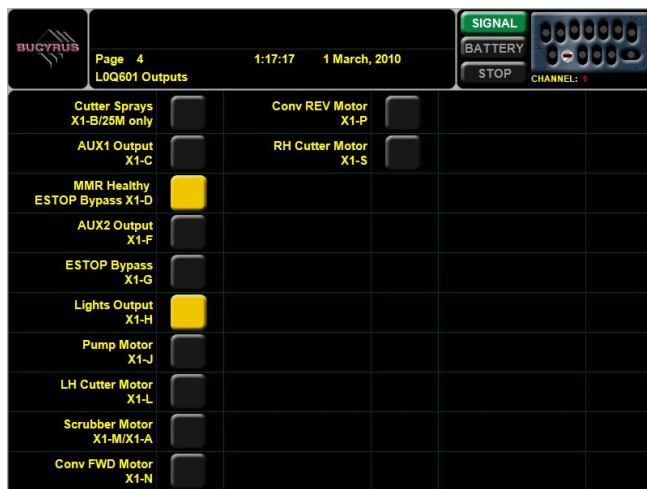 BUCYRUS
Page 4
1:17:17
1 March, 2010
L0Q601 Outputs
SIGNAL
BATTERY
STOP
CHANNEL: 1
Cutter Sprays
X1-B/25M only
AUX1 Output
X1-C
MMR Healthy
ESTOP Bypass X1-D
AUX2 Output
X1-F
ESTOP Bypass
X1-G
Lights Output
X1-H
Pump Motor
X1-J
LH Cutter Motor
X1-L
Scrubber Motor
X1-M/X1-A
Conv FWD Motor
X1-N
Conv REV Motor
X1-P
RH Cutter Motor
X1-S